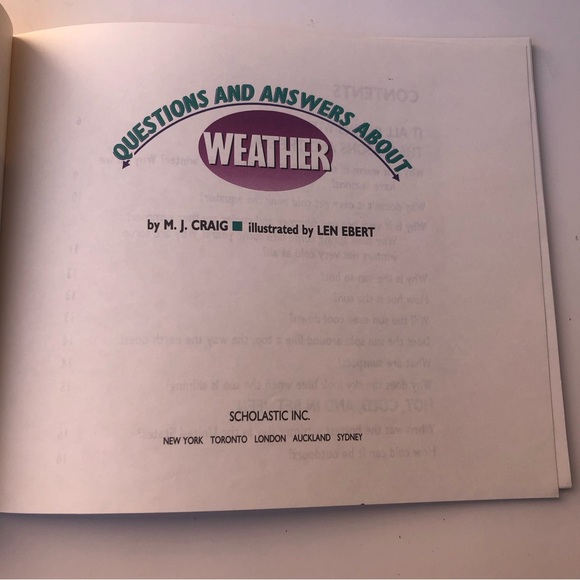 QUESTIONS AND ANSWERS ABOUT
WEATHER
by M. J. CRAIG ■ illustrated by LEN EBERT
SCHOLASTIC INC.
NEW YORK TORONTO LONDON AUCKLAND SYDNEY